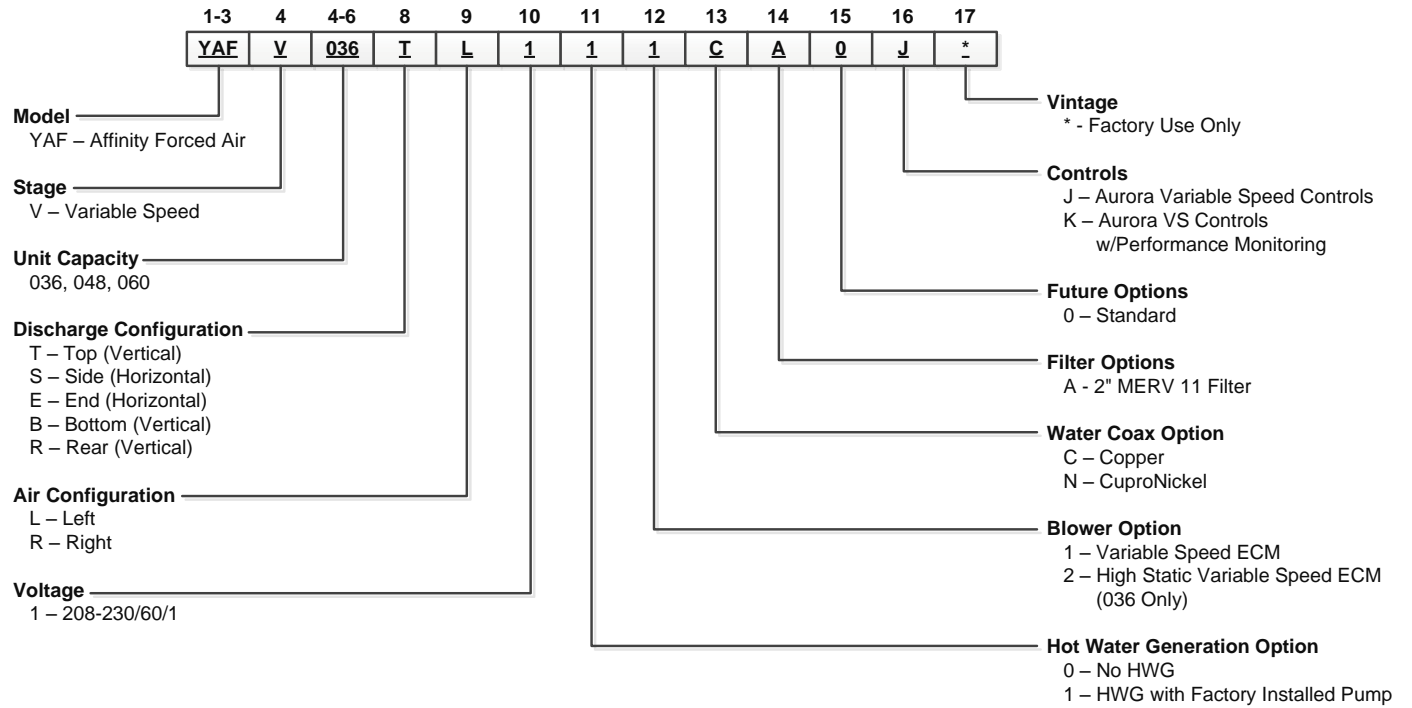 1-3 4 4-6 8 9 10 11 12 13 14 15 16 17
YAF V 036 T L 1 1 1 C A 0 J *
Model
YAF – Affinity Forced Air
Stage
V – Variable Speed
Unit Capacity
036, 048, 060
Discharge Configuration
T – Top (Vertical)
S – Side (Horizontal)
E – End (Horizontal)
B – Bottom (Vertical)
R – Rear (Vertical)
Air Configuration
L – Left
R – Right
Voltage
1 – 208-230/60/1
Vintage
* - Factory Use Only
Controls
J – Aurora Variable Speed Controls
K – Aurora VS Controls
w/Performance Monitoring
Future Options
0 – Standard
Filter Options
A - 2" MERV 11 Filter
Water Coax Option
C – Copper
N – CuproNickel
Blower Option
1 – Variable Speed ECM
2 – High Static Variable Speed ECM
(036 Only)
Hot Water Generation Option
0 – No HWG
1 – HWG with Factory Installed Pump